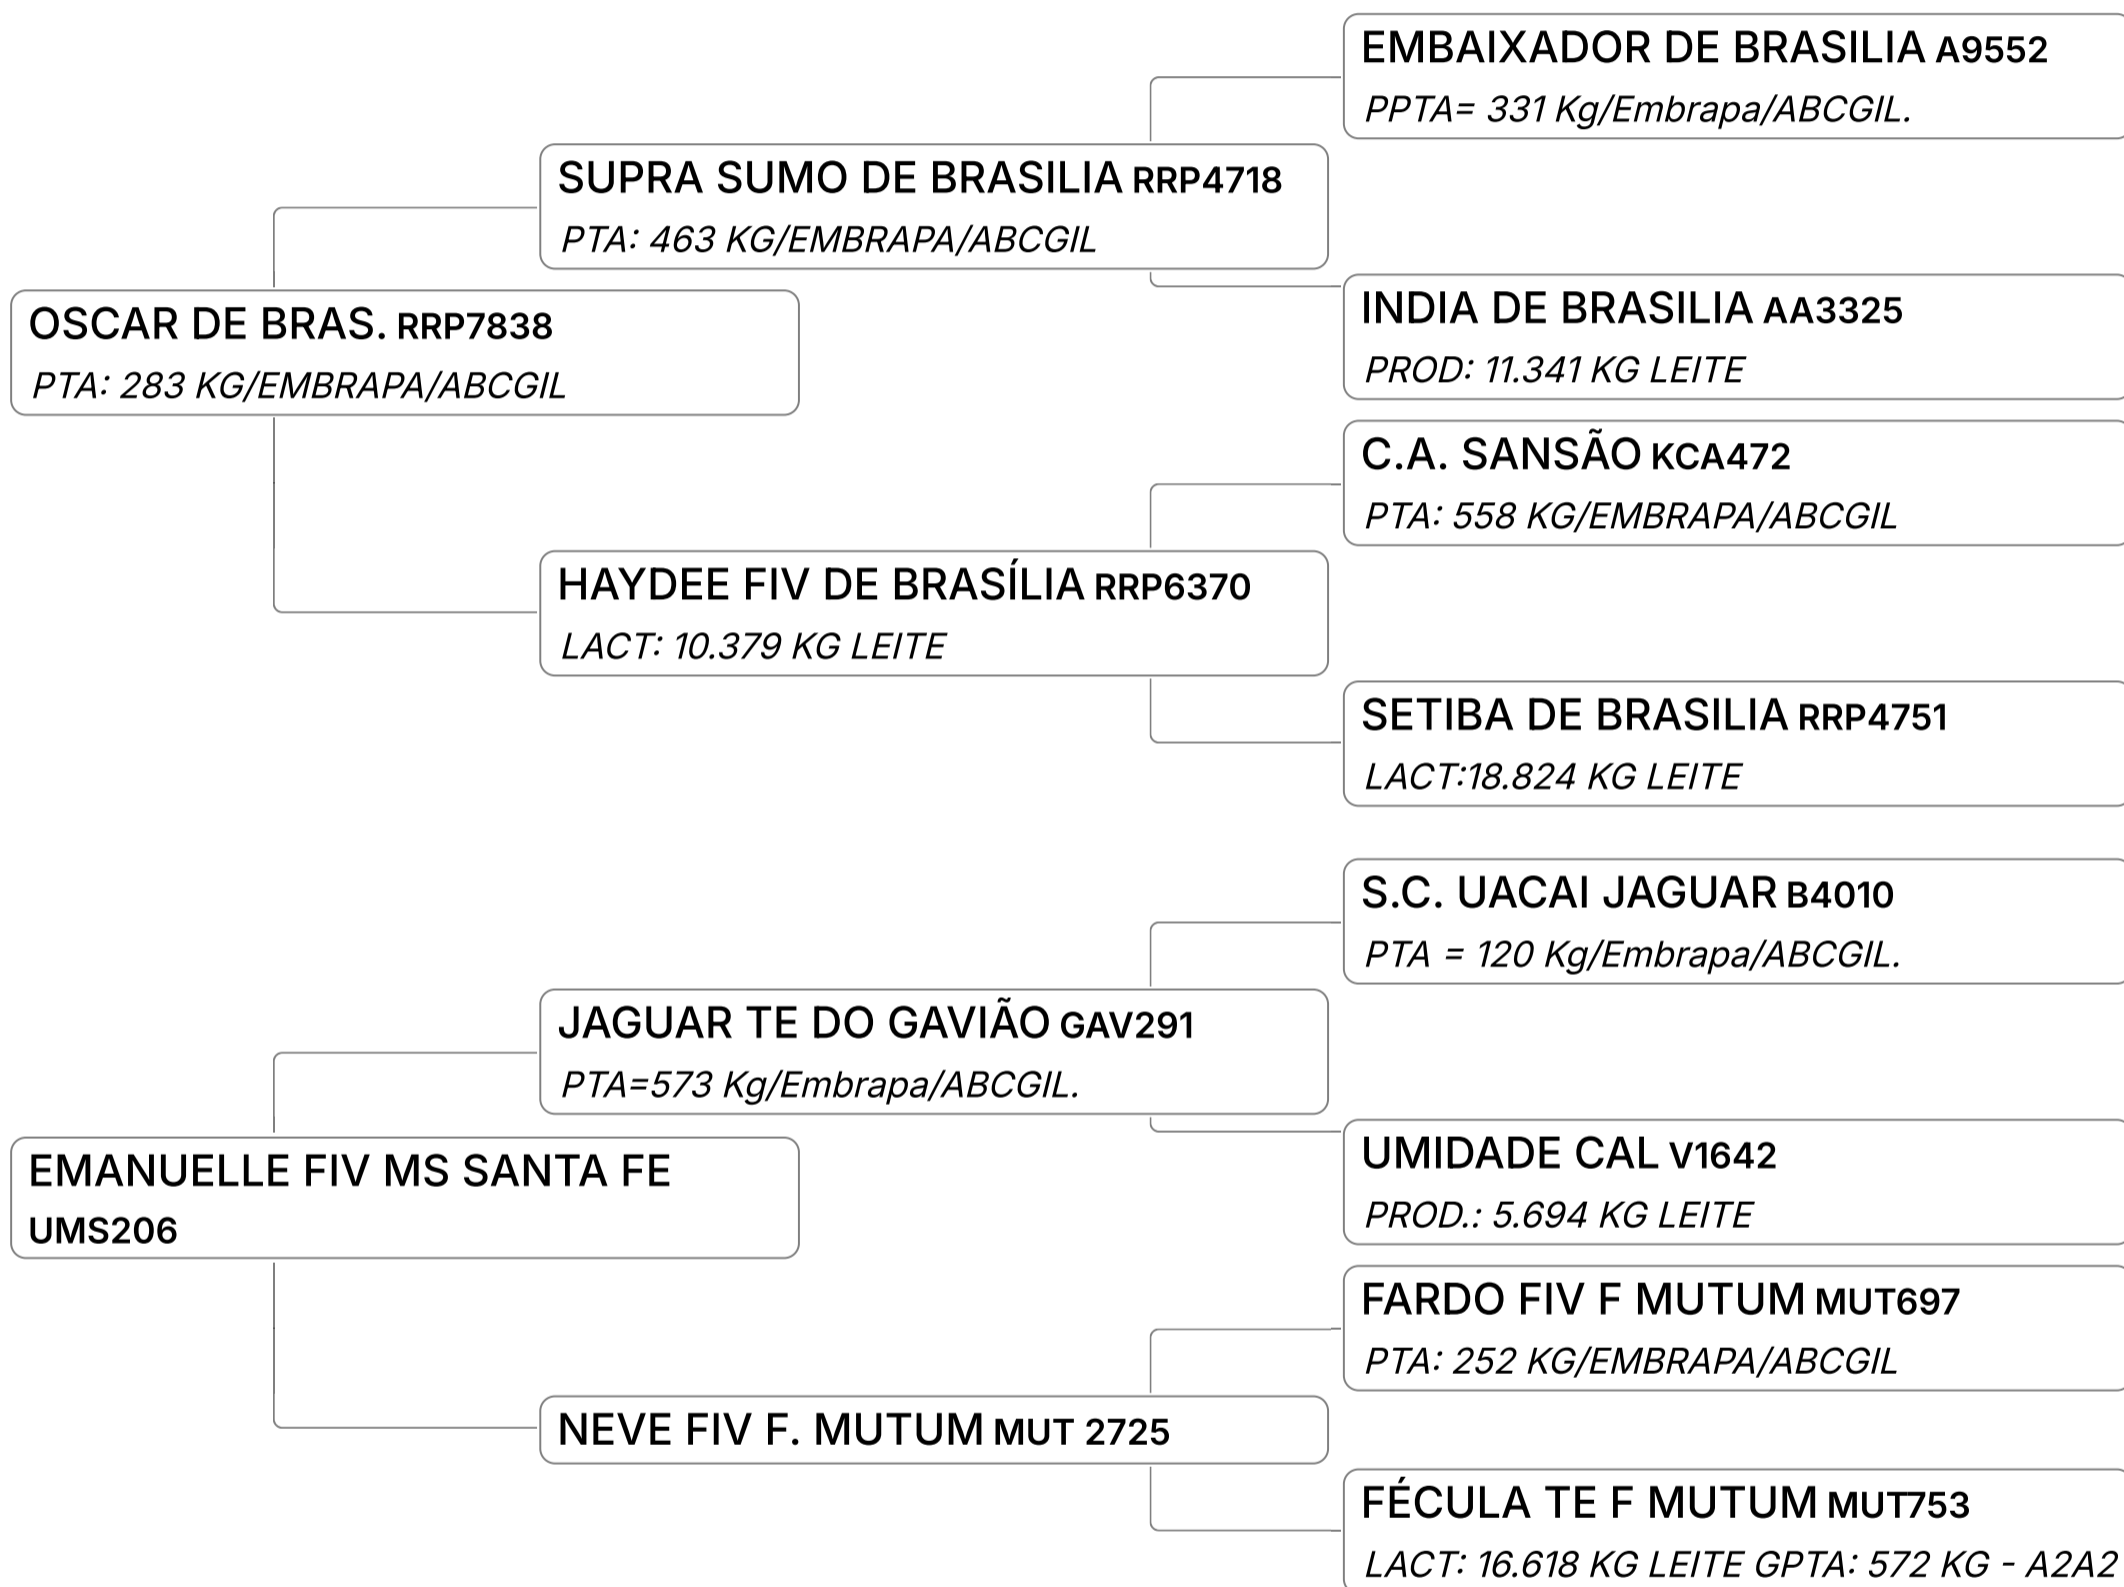 EMBAIXADOR DE BRASILIA A9552
PPTA= 331 Kg/Embrapa/ABCGIL.
SUPRA SUMO DE BRASILIA RRP4718
PTA: 463 KG/EMBRAPA/ABCGIL
INDIA DE BRASILIA AA3325
PROD: 11.341 KG LEITE
OSCAR DE BRAS. RRP7838
PTA: 283 KG/EMBRAPA/ABCGIL
C.A. SANSÃO KCA472
PTA: 558 KG/EMBRAPA/ABCGIL
HAYDEE FIV DE BRASÍLIA RRP6370
LACT: 10.379 KG LEITE
SETIBA DE BRASILIA RRP4751
LACT:18.824 KG LEITE
S.C. UACAI JAGUAR B4010
PTA = 120 Kg/Embrapa/ABCGIL.
JAGUAR TE DO GAVIÃO GAV291
PTA=573 Kg/Embrapa/ABCGIL.
UMIDADE CAL V1642
PROD.: 5.694 KG LEITE
EMANUELLE FIV MS SANTA FE
UMS206
FARDO FIV F MUTUM MUT697
PTA: 252 KG/EMBRAPA/ABCGIL
NEVE FIV F. MUTUM MUT 2725
FÉCULA TE F MUTUM MUT753
LACT: 16.618 KG LEITE GPTA: 572 KG - A2A2